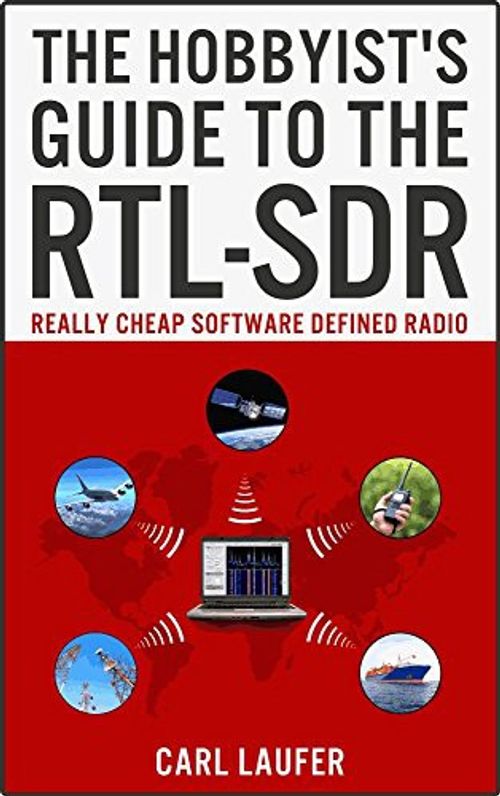 THE HOBBYIST'S
GUIDE TO THE
RTL-SDR
REALLY CHEAP SOFTWARE DEFINED RADIO
CARL LAUFER